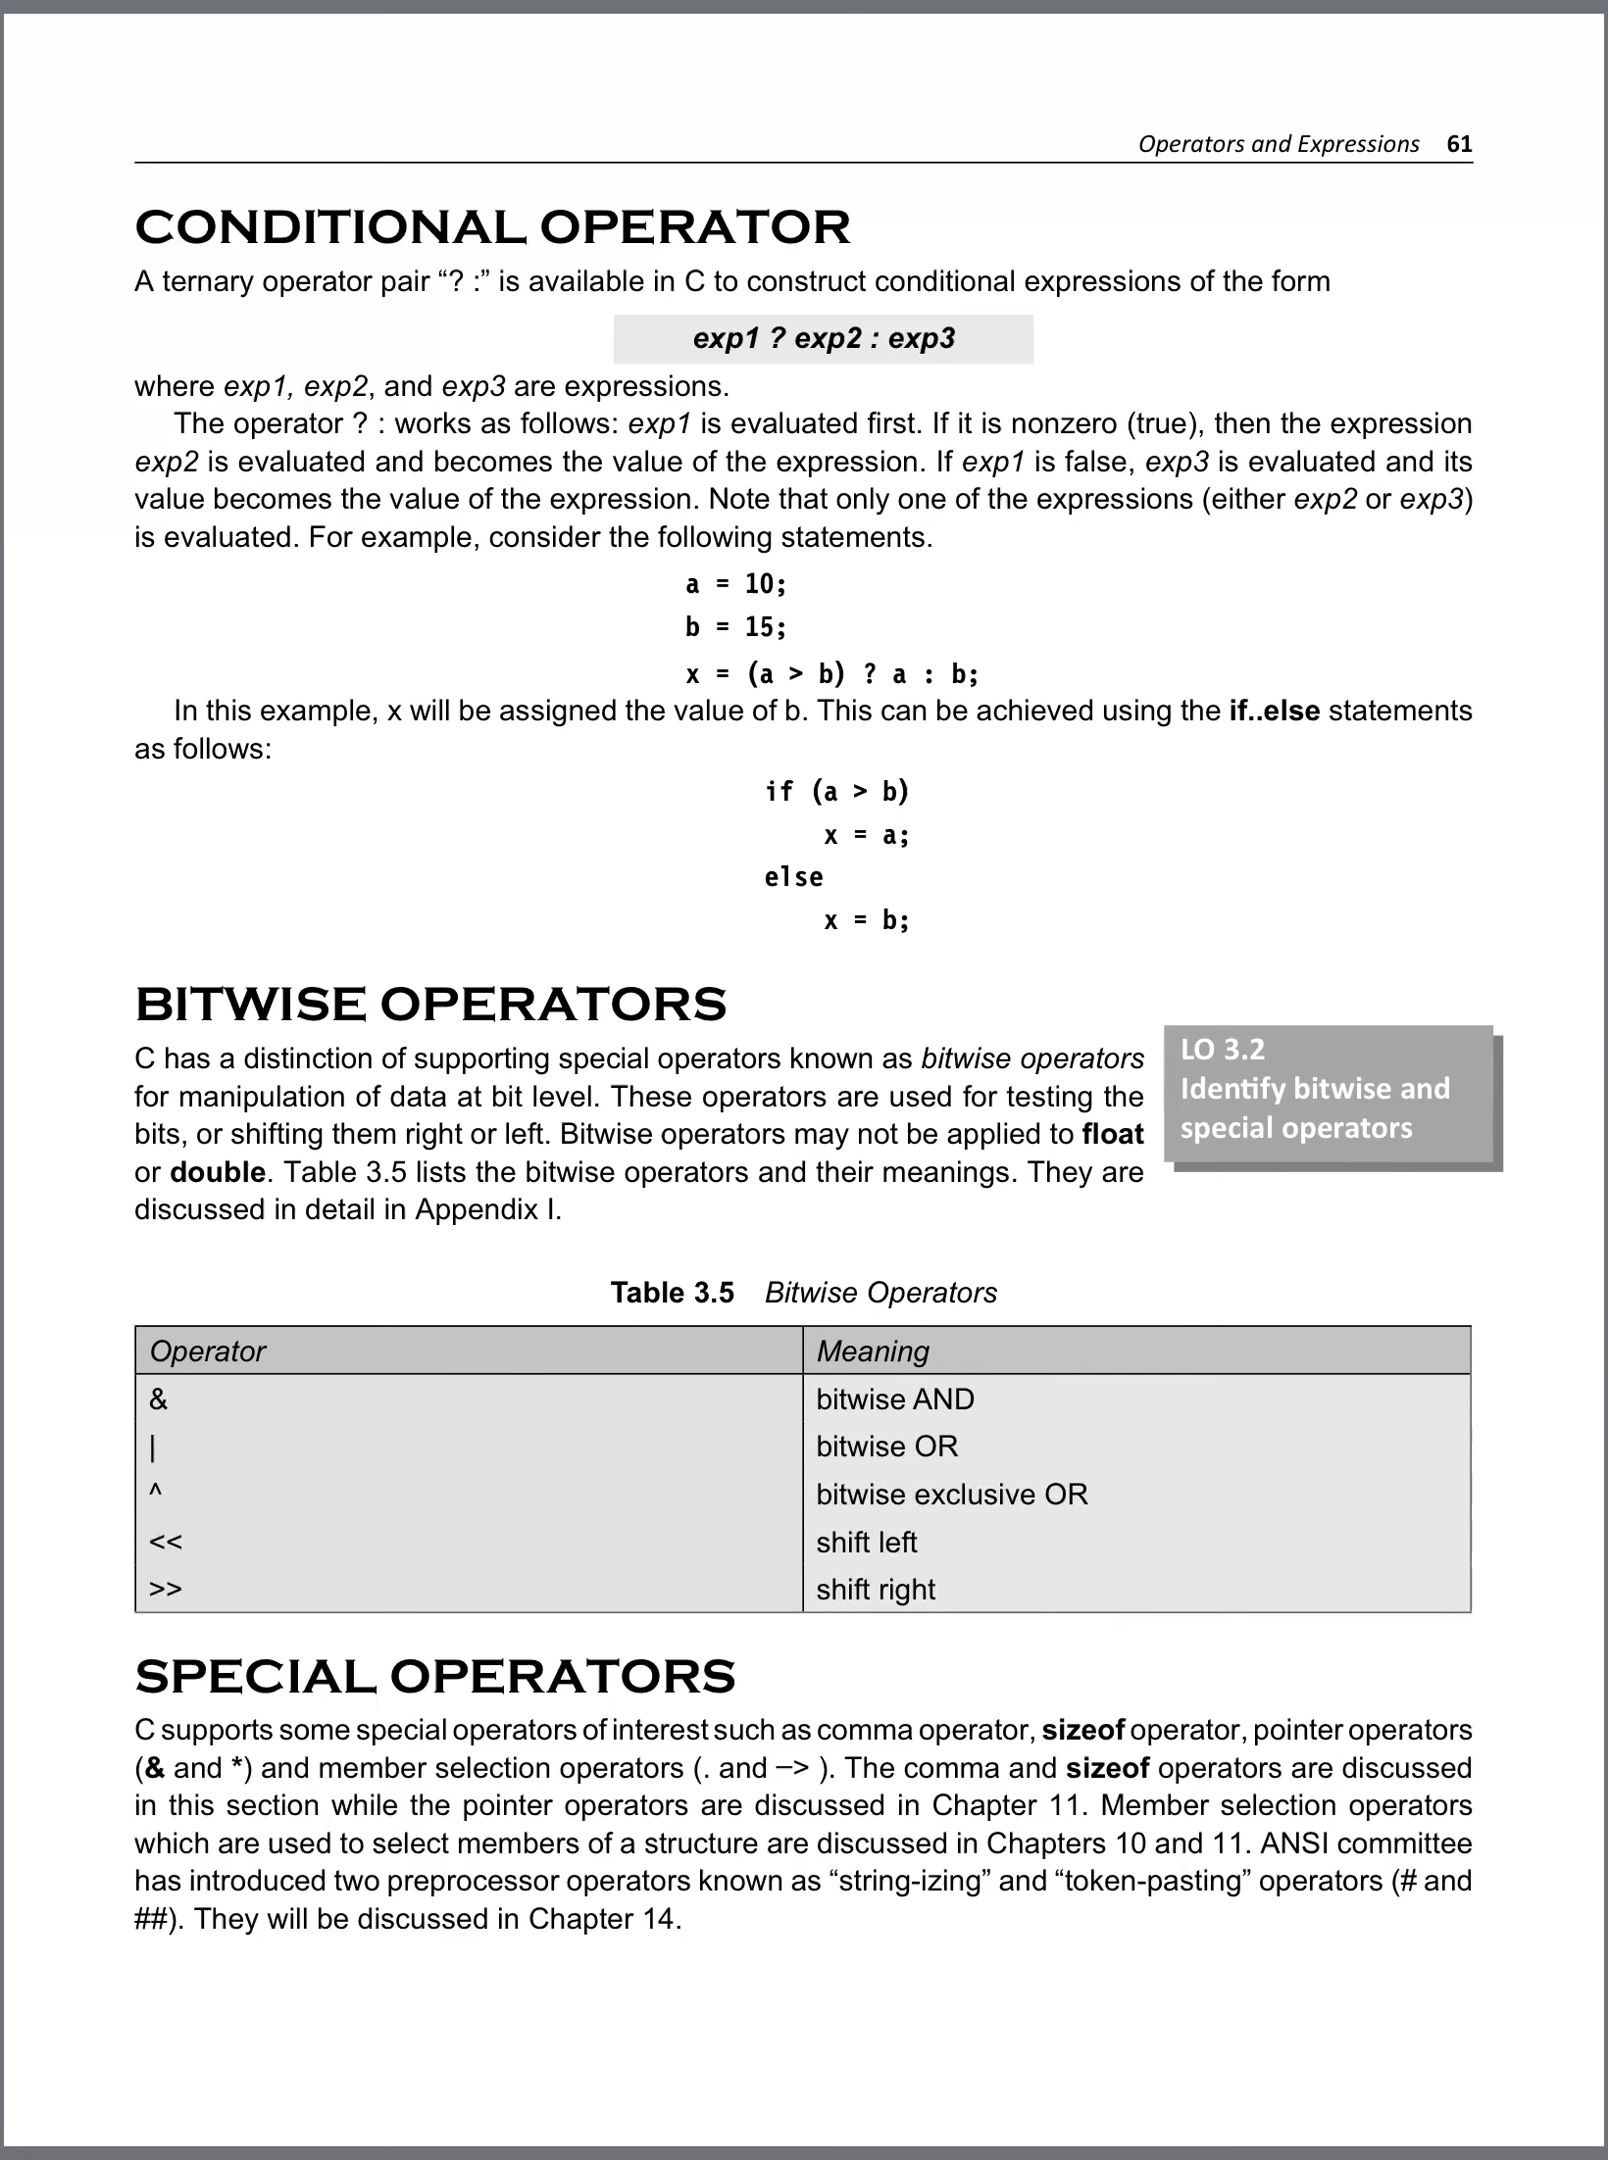 Operators and Expressions 61
CONDITIONAL OPERATOR
A ternary operator pair “? :” is available in C to construct conditional expressions of the form
exp1 ? exp2 : exp3
where exp1, exp2, and exp3 are expressions.
The operator ? : works as follows: exp1 is evaluated first. If it is nonzero (true), then the expression
exp2 is evaluated and becomes the value of the expression. If exp1 is false, exp3 is evaluated and its
value becomes the value of the expression. Note that only one of the expressions (either exp2 or exp3)
is evaluated. For example, consider the following statements.
a = 10;
b = 15;
x = (a > b) ? a : b;
In this example, x will be assigned the value of b. This can be achieved using the if..else statements
as follows:
if (a > b)
x = a;
else
x = b;
BITWISE OPERATORS
C has a distinction of supporting special operators known as bitwise operators
for manipulation of data at bit level. These operators are used for testing the
bits, or shifting them right or left. Bitwise operators may not be applied to float
or double. Table 3.5 lists the bitwise operators and their meanings. They are
discussed in detail in Appendix I.
LO 3.2
Identify bitwise and
special operators
Table 3.5 Bitwise Operators
Operator Meaning
& bitwise AND
| bitwise OR
^ bitwise exclusive OR
<< shift left
>> shift right
SPECIAL OPERATORS
C supports some special operators of interest such as comma operator, sizeof operator, pointer operators
(& and *) and member selection operators (. and –> ). The comma and sizeof operators are discussed
in this section while the pointer operators are discussed in Chapter 11. Member selection operators
which are used to select members of a structure are discussed in Chapters 10 and 11. ANSI committee
has introduced two preprocessor operators known as “string-izing” and “token-pasting” operators (# and
##). They will be discussed in Chapter 14.